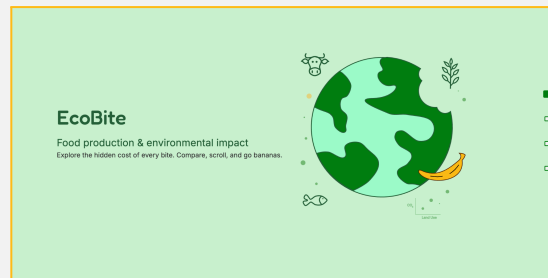 EcoBite
Food production & environmental impact
Explore the hidden cost of every bite. Compare, scroll, and go bananas.